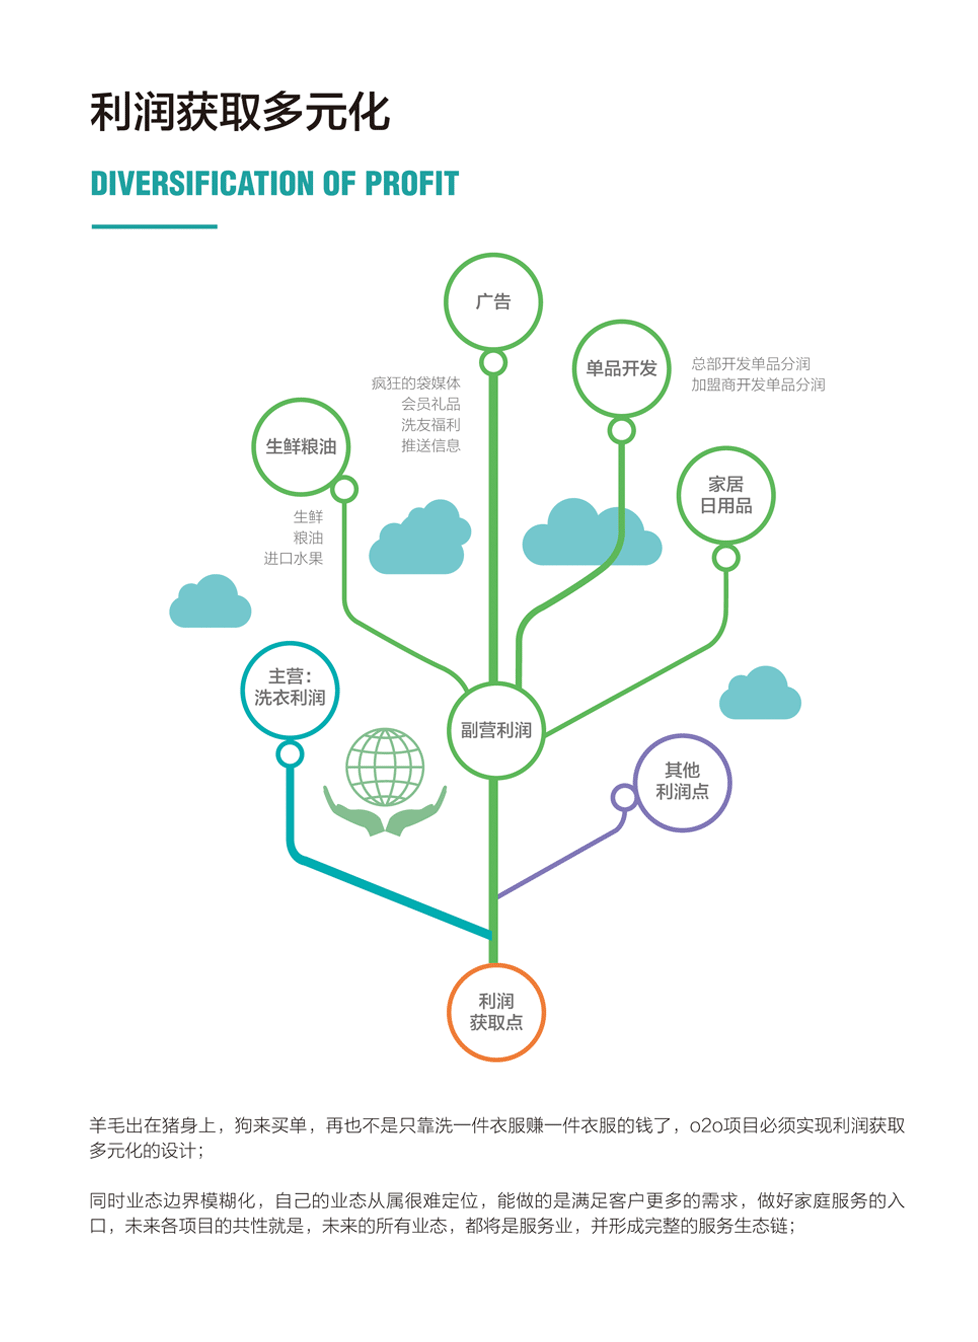 利润获取多元化
DIVERSIFICATION OF PROFIT
广告
疯狂的袋媒体
会员礼品
洗友福利
推送信息
单品开发
总部开发单品分润
加盟商开发单品分润
生鲜粮油
生鲜
粮油
进口水果
家居
日用品
主营：
洗衣利润
副营利润
其他
利润点
利润
获取点
羊毛出在猪身上，狗来买单，再也不是只靠洗一件衣服赚一件衣服的钱了，o2o项目必须实现利润获取
多元化的设计；
同时业态边界模糊化，自己的业态从属很难定位，能做的是满足客户更多的需求，做好家庭服务的入
口，未来各项目的共性就是，未来的所有业态，都将是服务业，并形成完整的服务生态链；